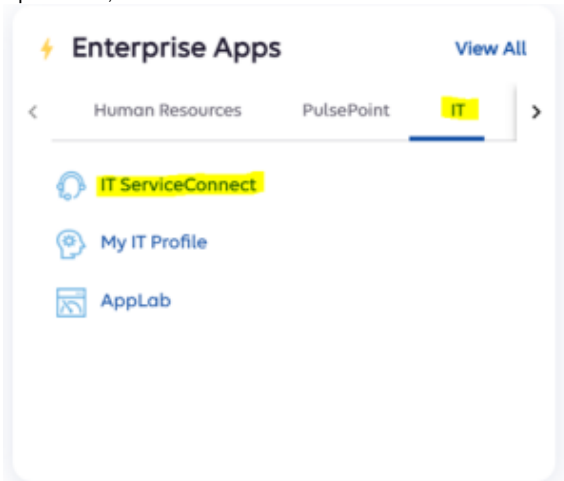 Enterprise Apps View All
Human Resources PulsePoint IT
IT ServiceConnect
My IT Profile
AppLab